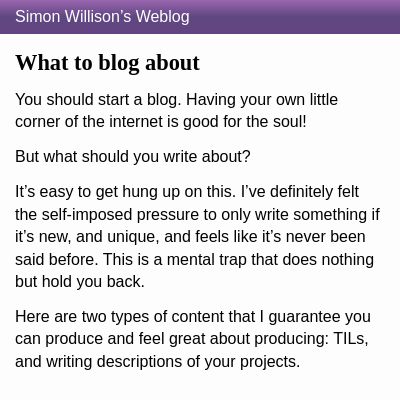 Simon Willison’s Weblog
What to blog about
You should start a blog. Having your own little
corner of the internet is good for the soul!
But what should you write about?
It’s easy to get hung up on this. I’ve definitely felt
the self-imposed pressure to only write something if
it’s new, and unique, and feels like it’s never been
said before. This is a mental trap that does nothing
but hold you back.
Here are two types of content that I guarantee you
can produce and feel great about producing: TILs,
and writing descriptions of your projects.